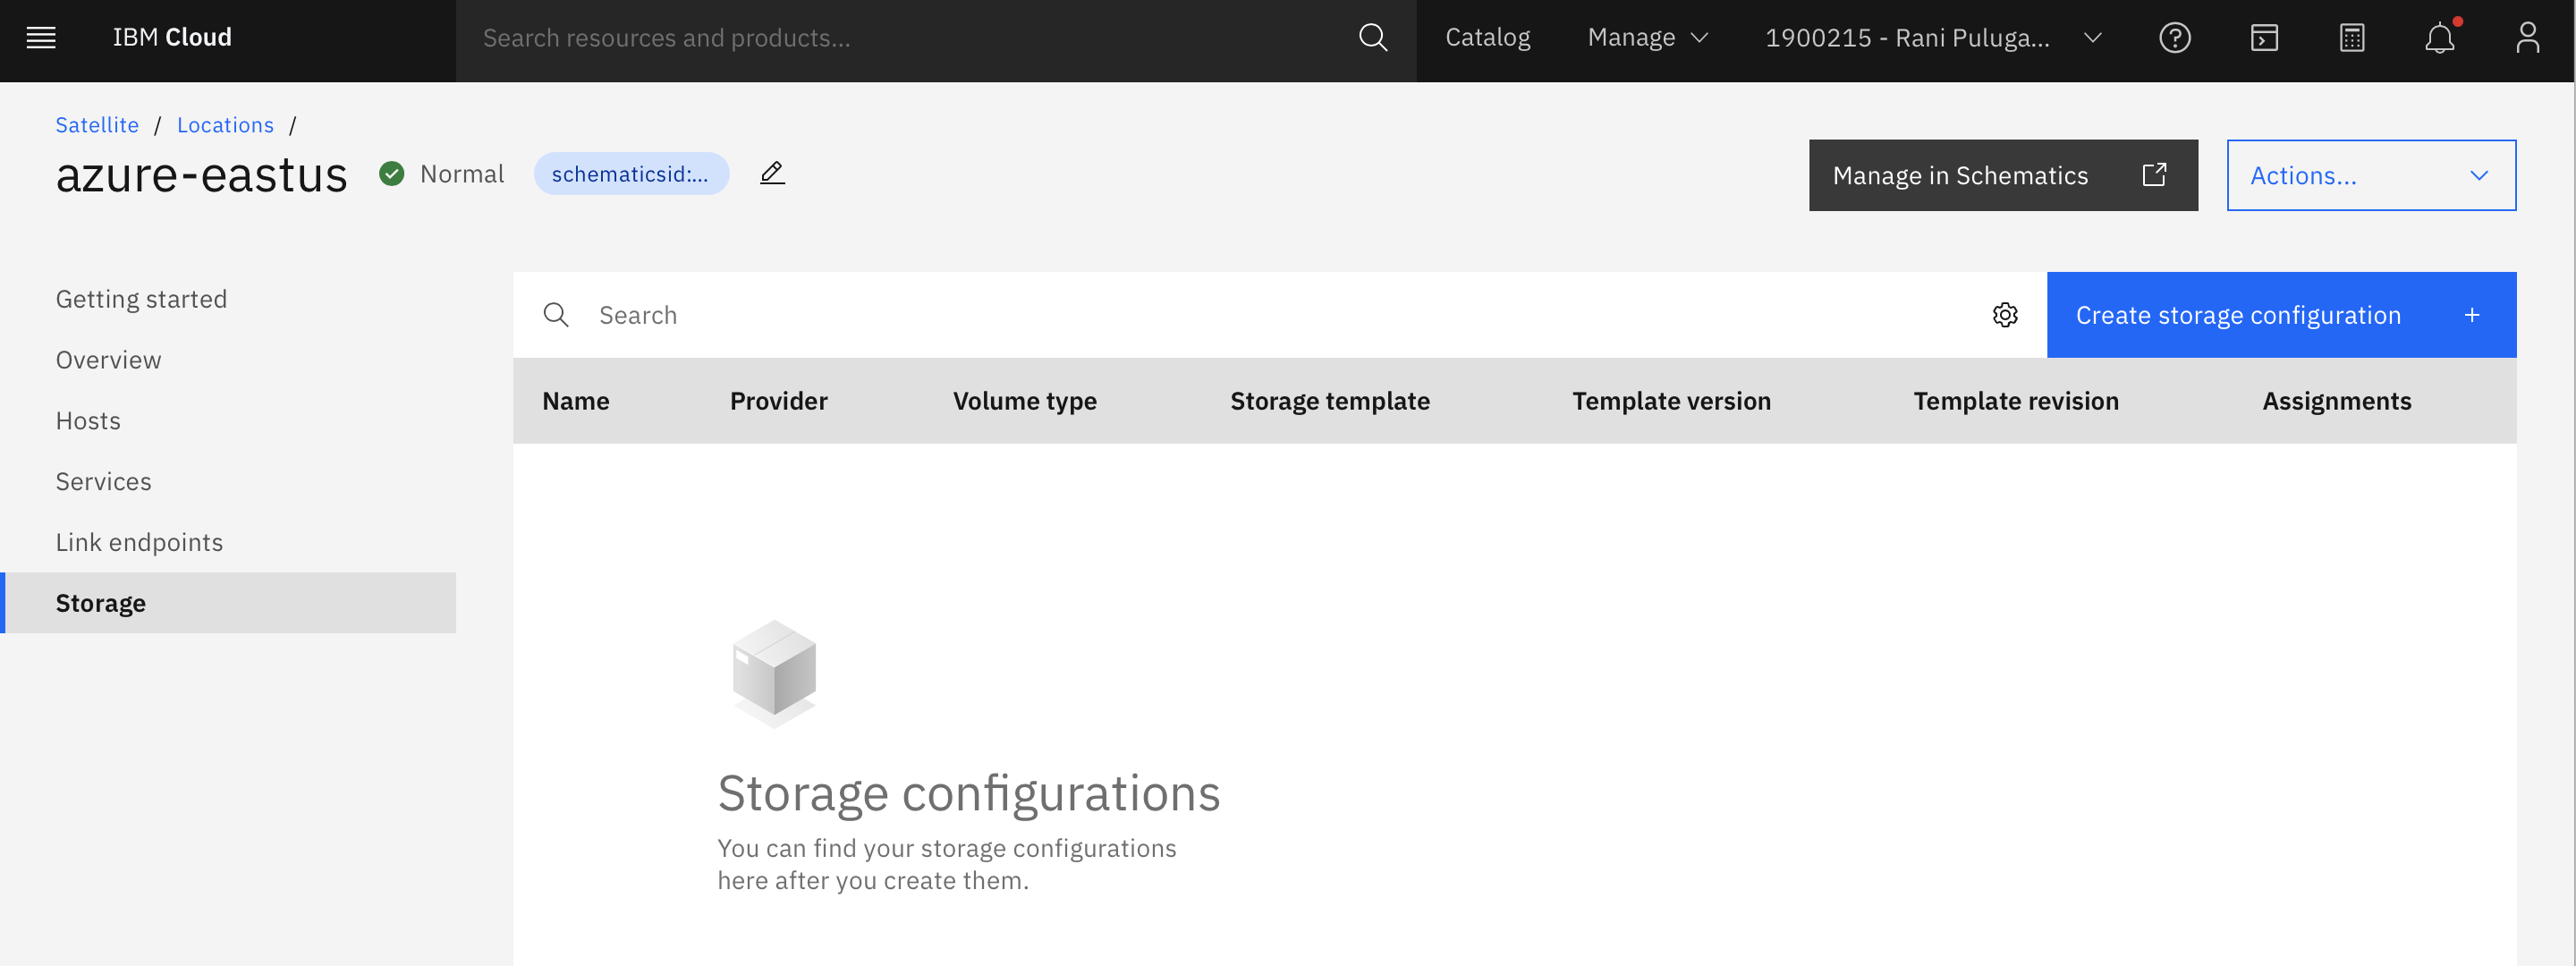 IBM Cloud
Search resources and products...
Catalog
Manage
1900215 - Rani Puluga...
Satellite / Locations /
azure-eastus
Normal
schematicsid:...
Manage in Schematics
Actions...
Getting started
Overview
Hosts
Services
Link endpoints
Storage
Search
Create storage configuration +
Name Provider Volume type Storage template Template version Template revision Assignments
Storage configurations
You can find your storage configurations
here after you create them.